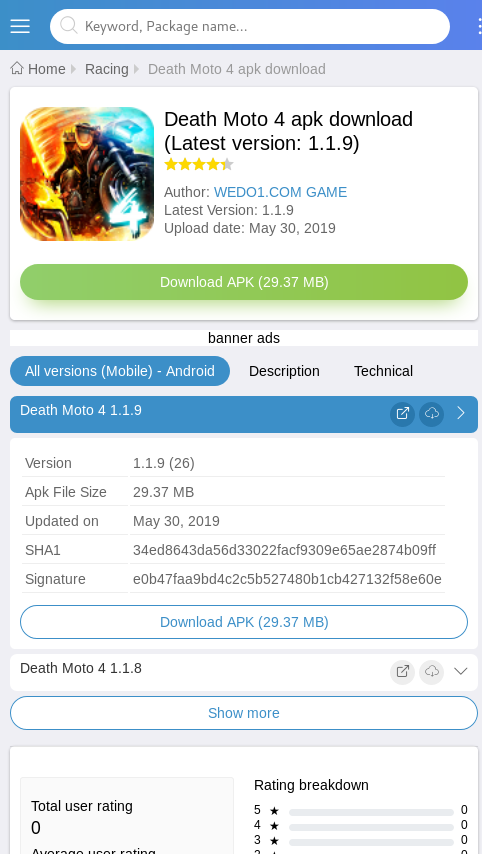 Keyword, Package name...
Home Racing Death Moto 4 apk download
Death Moto 4 apk download
(Latest version: 1.1.9)
Author: WEDO1.COM GAME
Latest Version: 1.1.9
Upload date: May 30, 2019
4
Download APK (29.37 MB)
banner ads
All versions (Mobile) - Android Description Technical
Death Moto 4 1.1.9
Version 1.1.9 (26)
Apk File Size 29.37 MB
Updated on May 30, 2019
SHA1 34ed8643da56d33022facf9309e65ae2874b09ff
Signature e0b47faa9bd4c2c5b527480b1cb427132f58e60e
Download APK (29.37 MB)
Death Moto 4 1.1.8
Show more
Rating breakdown
Total user rating
0
5 ★ 0
4 ★ 0
3 ★ 0
Average user rating